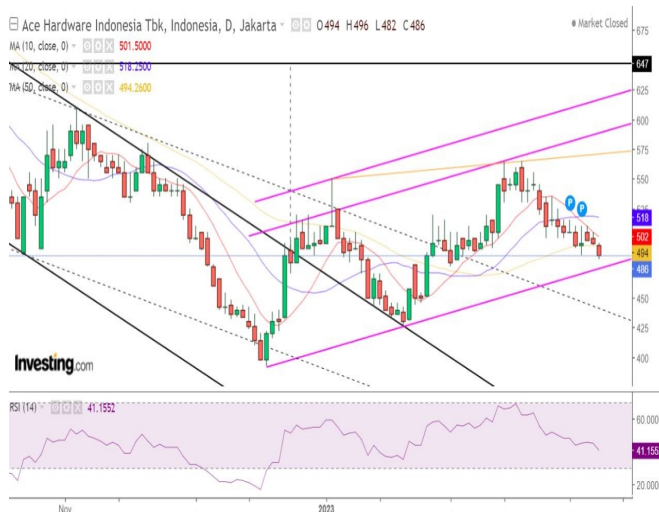 Ace Hardware Indonesia Tbk, Indonesia, D, Jakarta O494 H496 L482 C486
Market Closed
MA (10, close, 0) 501.5000
MA (20, close, 0) 518.2500
MA (50, close, 0) 494.2600
675
647
625
600
575
550
518
502
494
486
450
425
400
P P
Investing.com
RSI (14) 41.1552
60.000
41.155
20.000
Nov
2023